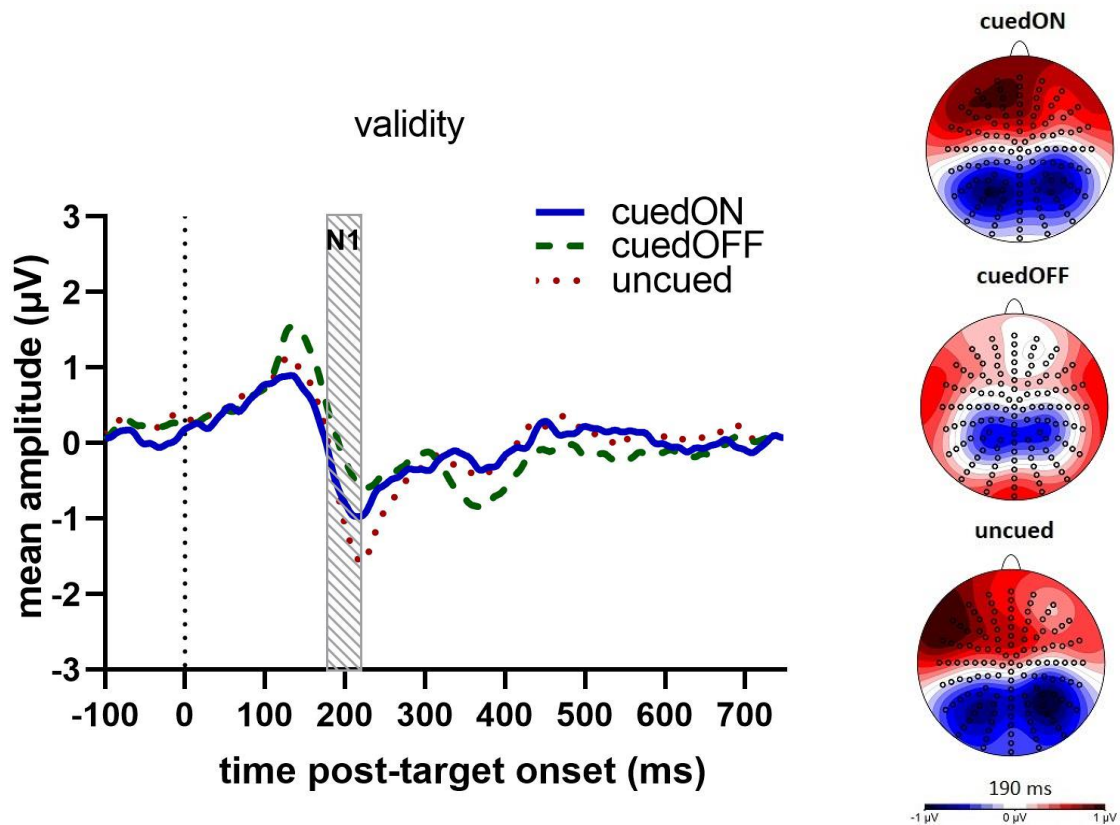 validity
cuedON
cuedOFF
uncued
N1
mean amplitude (µV)
3
2
1
0
-1
-2
-3
-100 0 100 200 300 400 500 600 700
time post-target onset (ms)
cuedON
cuedOFF
uncued
190 ms
-1 µV 0 µV 1 µV